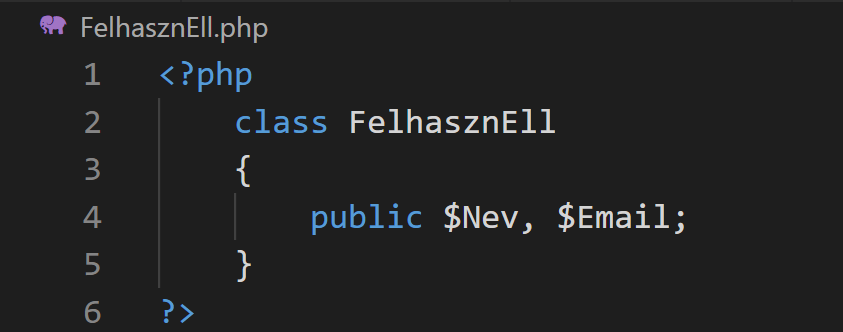 FelhasznEll.php
1 <?php
2 class FelhasznEll
3 {
4 public $Nev, $Email;
5 }
6 ?>